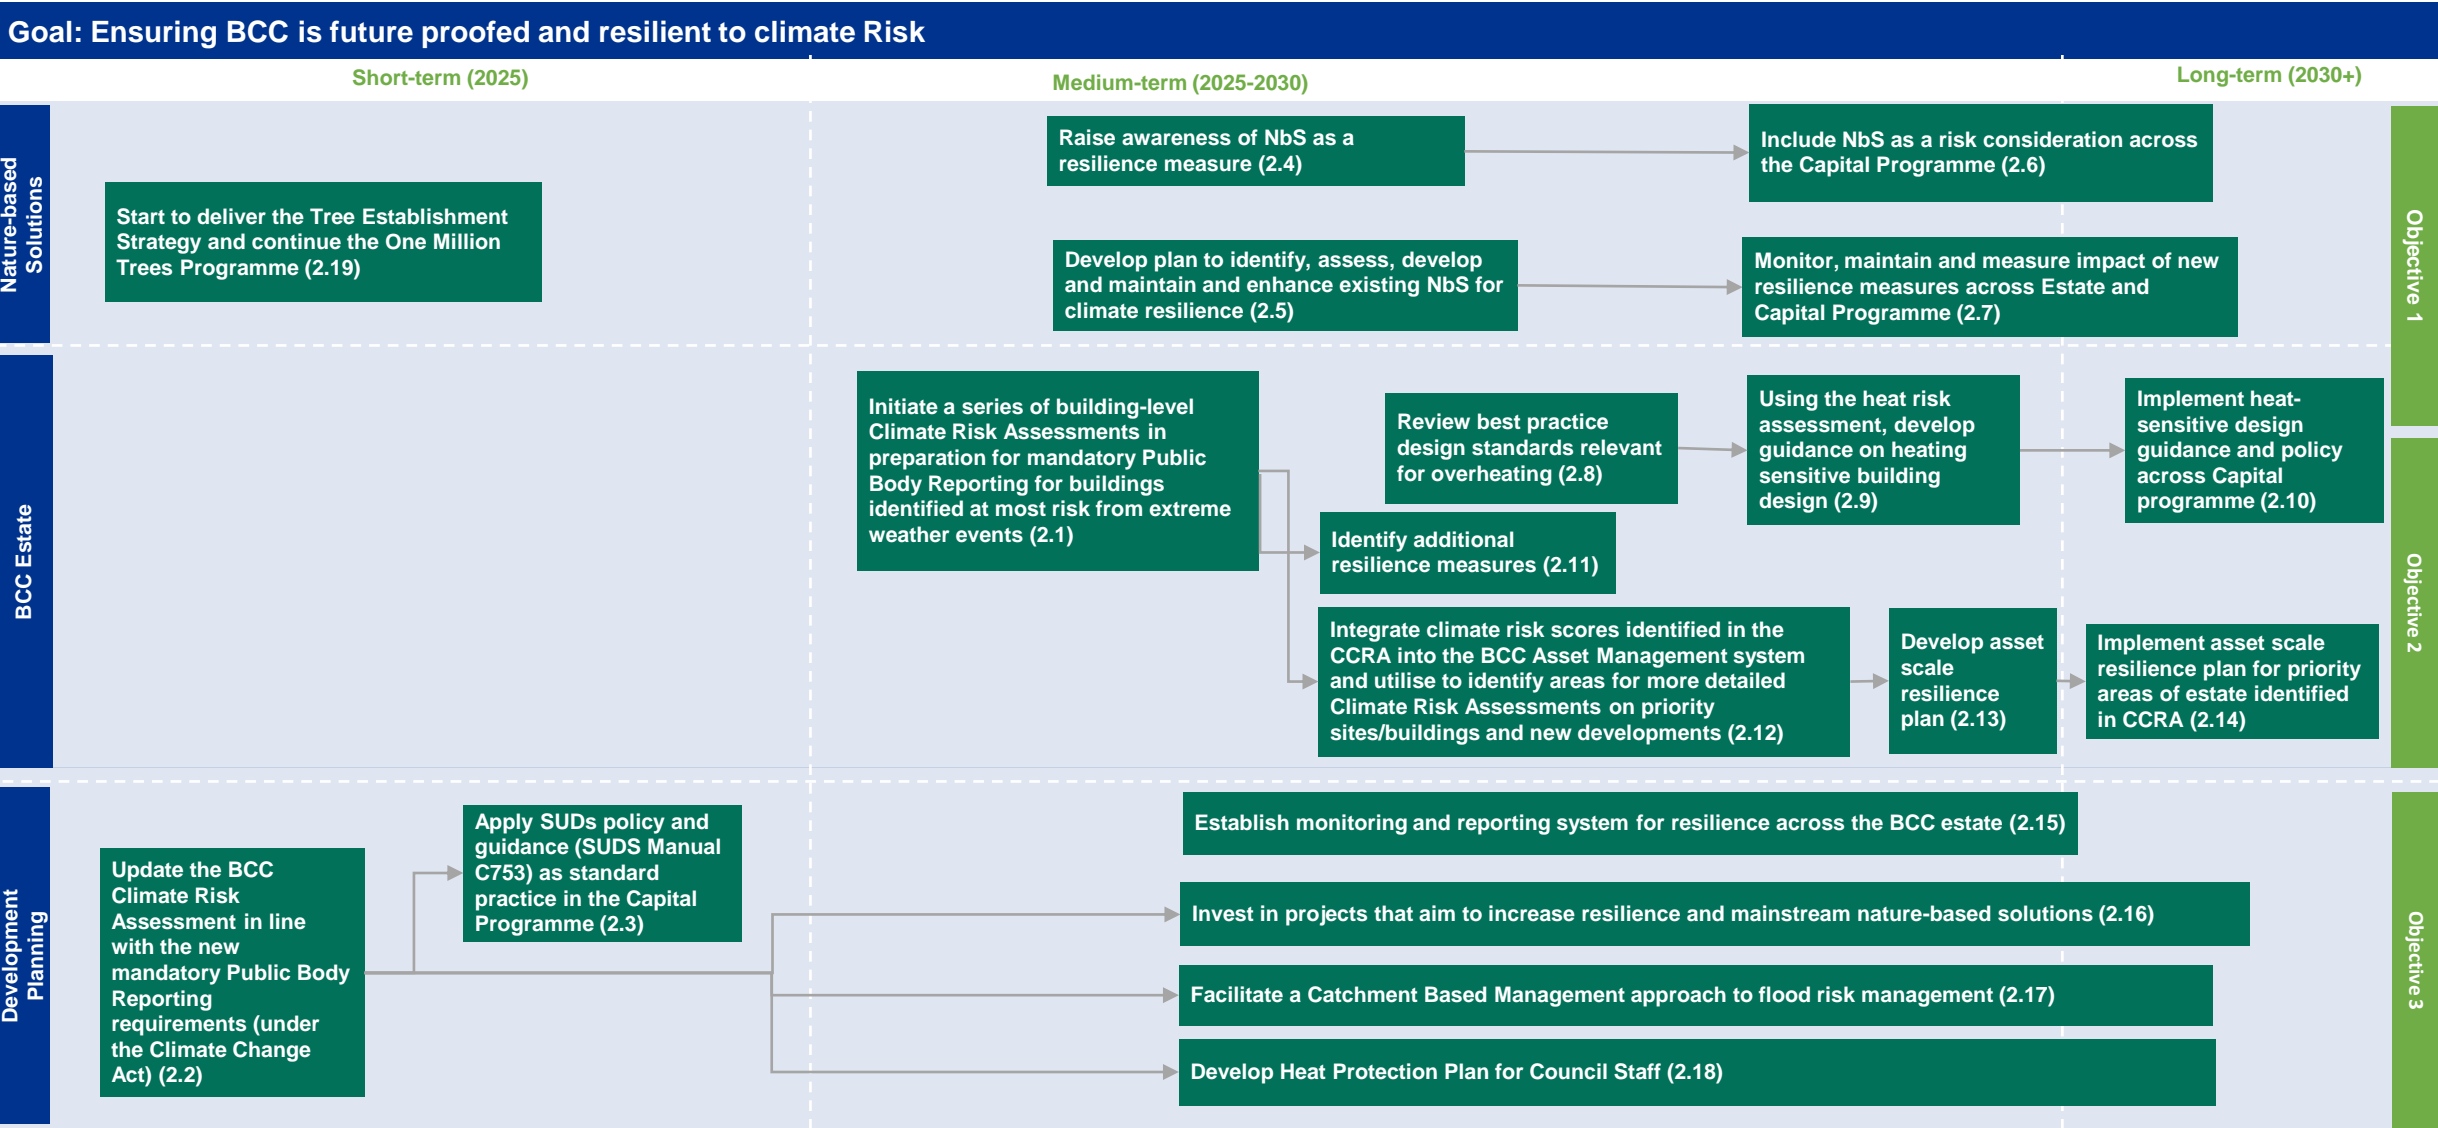 Goal: Ensuring BCC is future proofed and resilient to climate Risk
Short-term (2025)
Medium-term (2025-2030)
Long-term (2030+)
Nature-based
Solutions
Start to deliver the Tree Establishment
Strategy and continue the One Million
Trees Programme (2.19)
Raise awareness of NbS as a
resilience measure (2.4)
Include NbS as a risk consideration across
the Capital Programme (2.6)
Develop plan to identify, assess, develop
and maintain and enhance existing NbS for
climate resilience (2.5)
Monitor, maintain and measure impact of new
resilience measures across Estate and
Capital Programme (2.7)
Objective 1
BCC Estate
Initiate a series of building-level
Climate Risk Assessments in
preparation for mandatory Public
Body Reporting for buildings
identified at most risk from extreme
weather events (2.1)
Review best practice
design standards relevant
for overheating (2.8)
Using the heat risk
assessment, develop
guidance on heating
sensitive building
design (2.9)
Implement heat-
sensitive design
guidance and policy
across Capital
programme (2.10)
Identify additional
resilience measures (2.11)
Integrate climate risk scores identified in the
CCRA into the BCC Asset Management system
and utilise to identify areas for more detailed
Climate Risk Assessments on priority
sites/buildings and new developments (2.12)
Develop asset
scale
resilience
plan (2.13)
Implement asset scale
resilience plan for priority
areas of estate identified
in CCRA (2.14)
Objective 2
Development
Planning
Update the BCC
Climate Risk
Assessment in line
with the new
mandatory Public Body
Reporting
requirements (under
the Climate Change
Act) (2.2)
Apply SUDs policy and
guidance (SUDS Manual
C753) as standard
practice in the Capital
Programme (2.3)
Establish monitoring and reporting system for resilience across the BCC estate (2.15)
Invest in projects that aim to increase resilience and mainstream nature-based solutions (2.16)
Facilitate a Catchment Based Management approach to flood risk management (2.17)
Develop Heat Protection Plan for Council Staff (2.18)
Objective 3